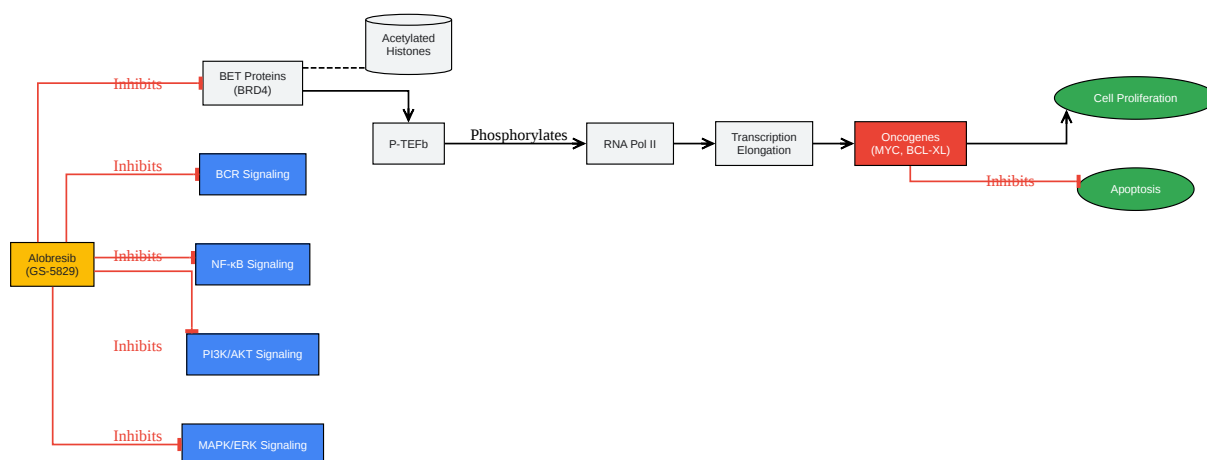 Acetylated
Histones
Inhibits
BET Proteins
(BRD4)
P-TEFb
Phosphorylates
RNA Pol II
Transcription
Elongation
Oncogenes
(MYC, BCL-XL)
Cell Proliferation
Inhibits
Apoptosis
Inhibits
BCR Signaling
Alobresib
(GS-5829)
Inhibits
NF-κB Signaling
Inhibits
PI3K/AKT Signaling
Inhibits
MAPK/ERK Signaling